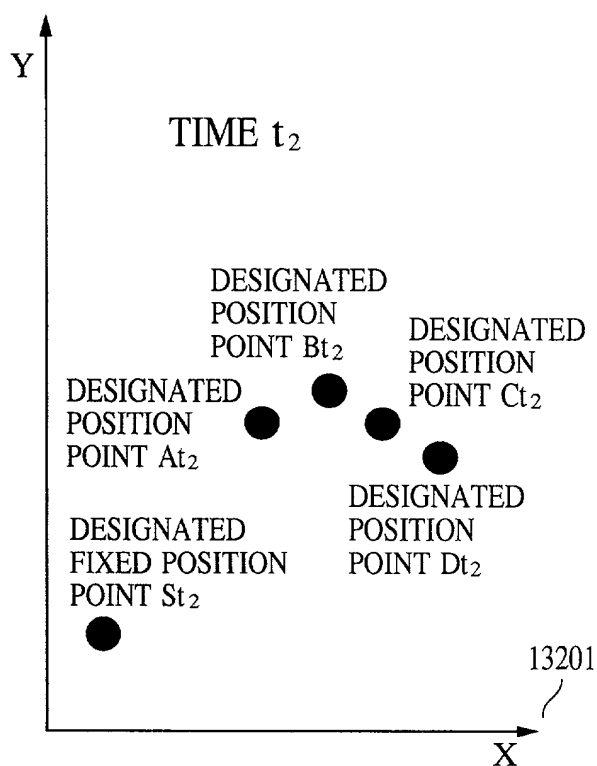 Y
TIME t₂
DESIGNATED
POSITION
POINT Bt₂
DESIGNATED
POSITION
POINT Ct₂
DESIGNATED
POSITION
POINT At₂
DESIGNATED
POSITION
POINT Dt₂
DESIGNATED
FIXED POSITION
POINT St₂
13201
X